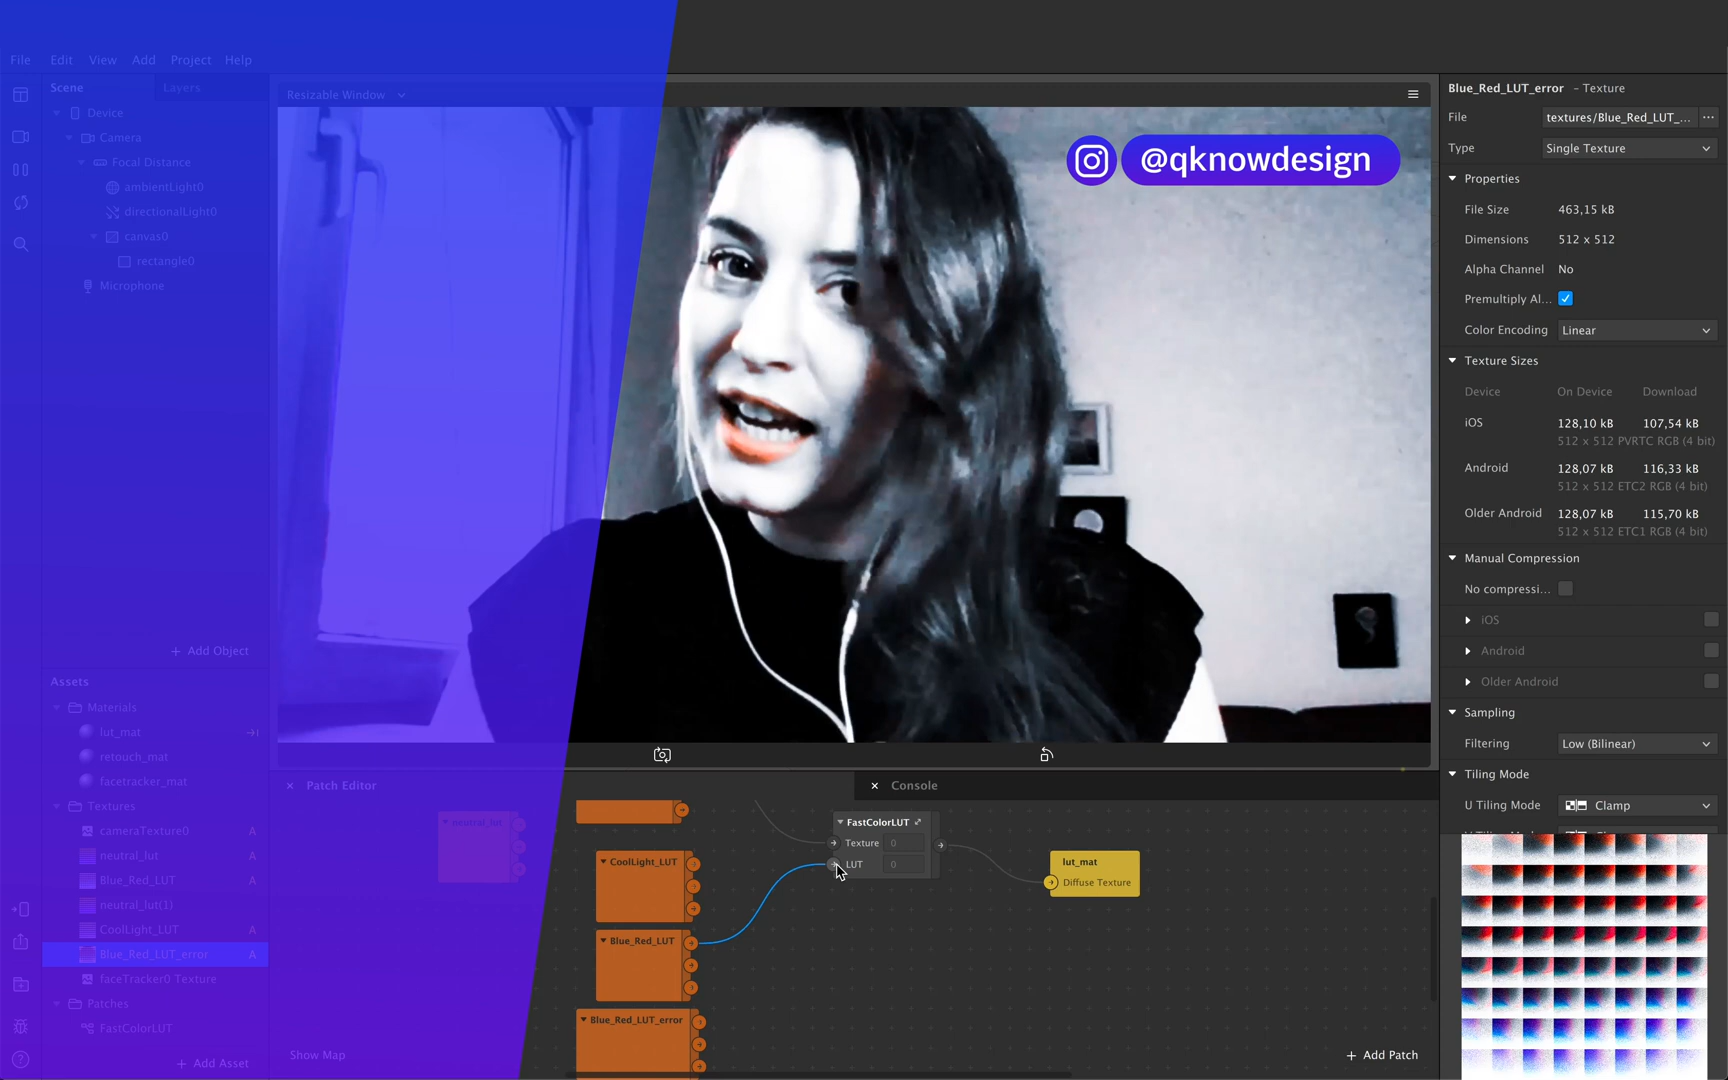 File Edit View Add Project Help
Scene Layers
Device
Camera
Focal Distance
ambientLight0
directionalLight0
canvas0
rectangle0
Microphone
+ Add Object
Assets
Materials
lut_mat
retouch_mat
facetracker_mat
Textures
cameraTexture0 A
neutral_lut A
Blue_Red_LUT A
neutral_lut(1)
CoolLight_LUT A
Blue_Red_LUT_error A
faceTracker0 Texture
Patches
FastColorLUT
+ Add Asset
Resizable Window
@qknowdesign
Patch Editor
Console
neutral_lut
CoolLight_LUT
Blue_Red_LUT
Blue_Red_LUT_error
FastColorLUT
Texture 0
LUT 0
lut_mat
Diffuse Texture
Show Map
+ Add Patch
Blue_Red_LUT_error - Texture
File textures/Blue_Red_LUT_... ...
Type Single Texture
Properties
File Size 463,15 kB
Dimensions 512 x 512
Alpha Channel No
Premultiply Al...
Color Encoding Linear
Texture Sizes
Device On Device Download
iOS 128,10 kB 107,54 kB
512 x 512 PVRTC RGB (4 bit)
Android 128,07 kB 116,33 kB
512 x 512 ETC2 RGB (4 bit)
Older Android 128,07 kB 115,70 kB
512 x 512 ETC1 RGB (4 bit)
Manual Compression
No compressi...
iOS
Android
Older Android
Sampling
Filtering Low (Bilinear)
Tiling Mode
U Tiling Mode Clamp